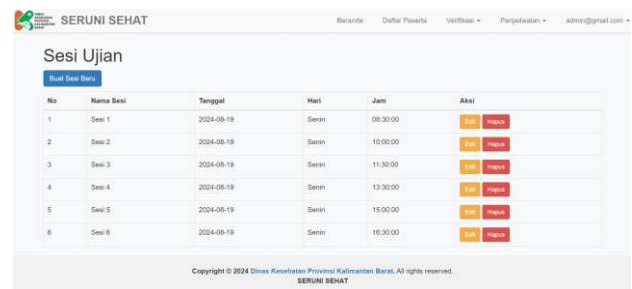 DINAS
KESEHATAN
PROVINSI
KALIMANTAN
BARAT
SERUNI SEHAT
Beranda Daftar Peserta Verifikasi Penjadwalan admin@gmail.com
Sesi Ujian
Buat Sesi Baru
No Nama Sesi Tanggal Hari Jam Aksi
1 Sesi 1 2024-08-19 Senin 08:30:00 Edit Hapus
2 Sesi 2 2024-08-19 Senin 10:00:00 Edit Hapus
3 Sesi 3 2024-08-19 Senin 11:30:00 Edit Hapus
4 Sesi 4 2024-08-19 Senin 13:30:00 Edit Hapus
5 Sesi 5 2024-08-19 Senin 15:00:00 Edit Hapus
6 Sesi 6 2024-08-19 Senin 16:30:00 Edit Hapus
Copyright © 2024 Dinas Kesehatan Provinsi Kalimantan Barat. All rights reserved.
SERUNI SEHAT